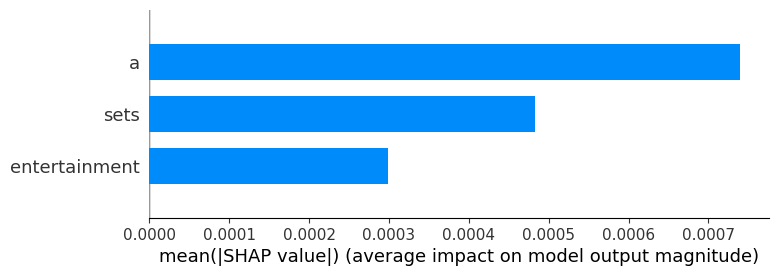 a
sets
entertainment
0.0000 0.0001 0.0002 0.0003 0.0004 0.0005 0.0006 0.0007
mean(|SHAP value|) (average impact on model output magnitude)